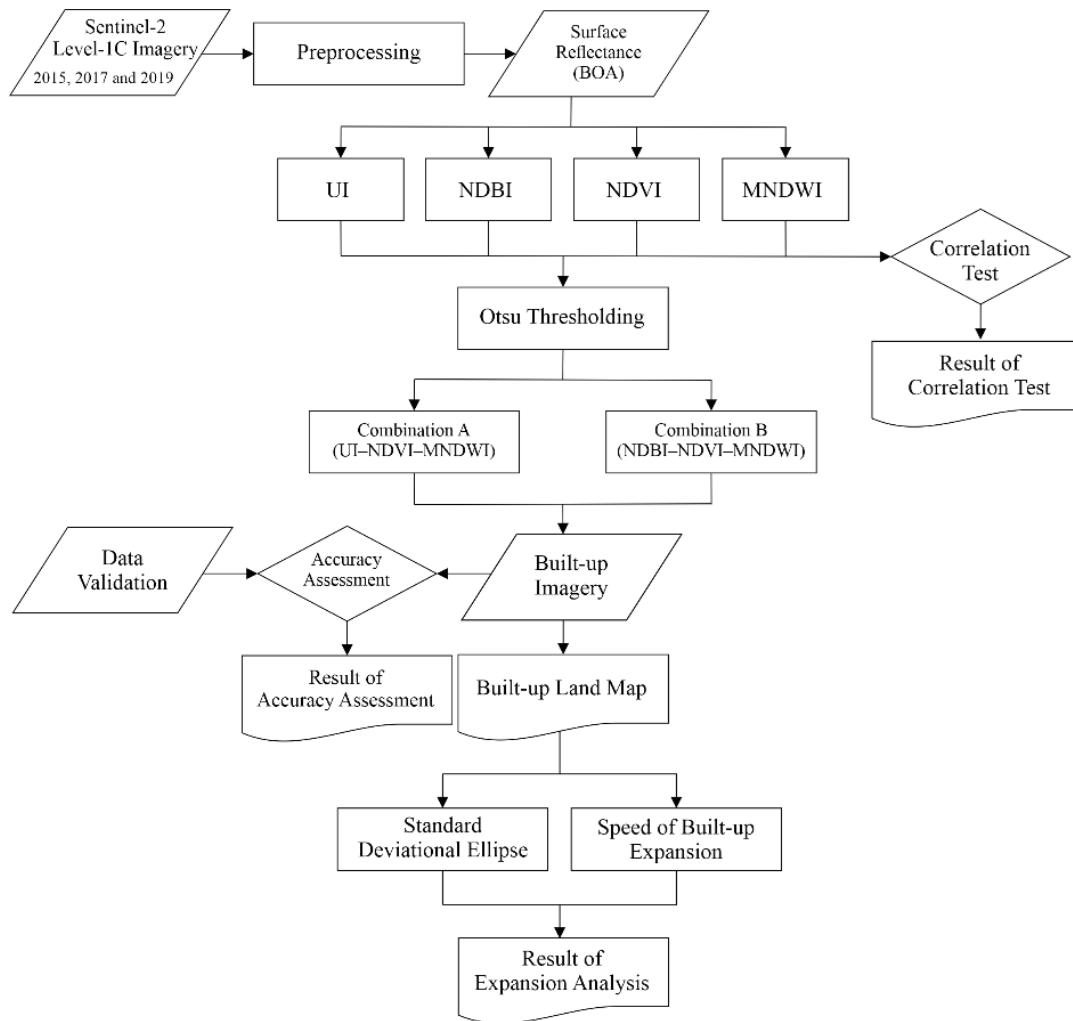 Sentinel-2
Level-1C Imagery
2015, 2017 and 2019
Preprocessing
Surface
Reflectance
(BOA)
UI
NDBI
NDVI
MNDWI
Correlation
Test
Otsu Thresholding
Result of
Correlation Test
Combination A
(UI–NDVI–MNDWI)
Combination B
(NDBI–NDVI–MNDWI)
Data
Validation
Accuracy
Assessment
Built-up
Imagery
Result of
Accuracy Assessment
Built-up Land Map
Standard
Deviational Ellipse
Speed of Built-up
Expansion
Result of
Expansion Analysis